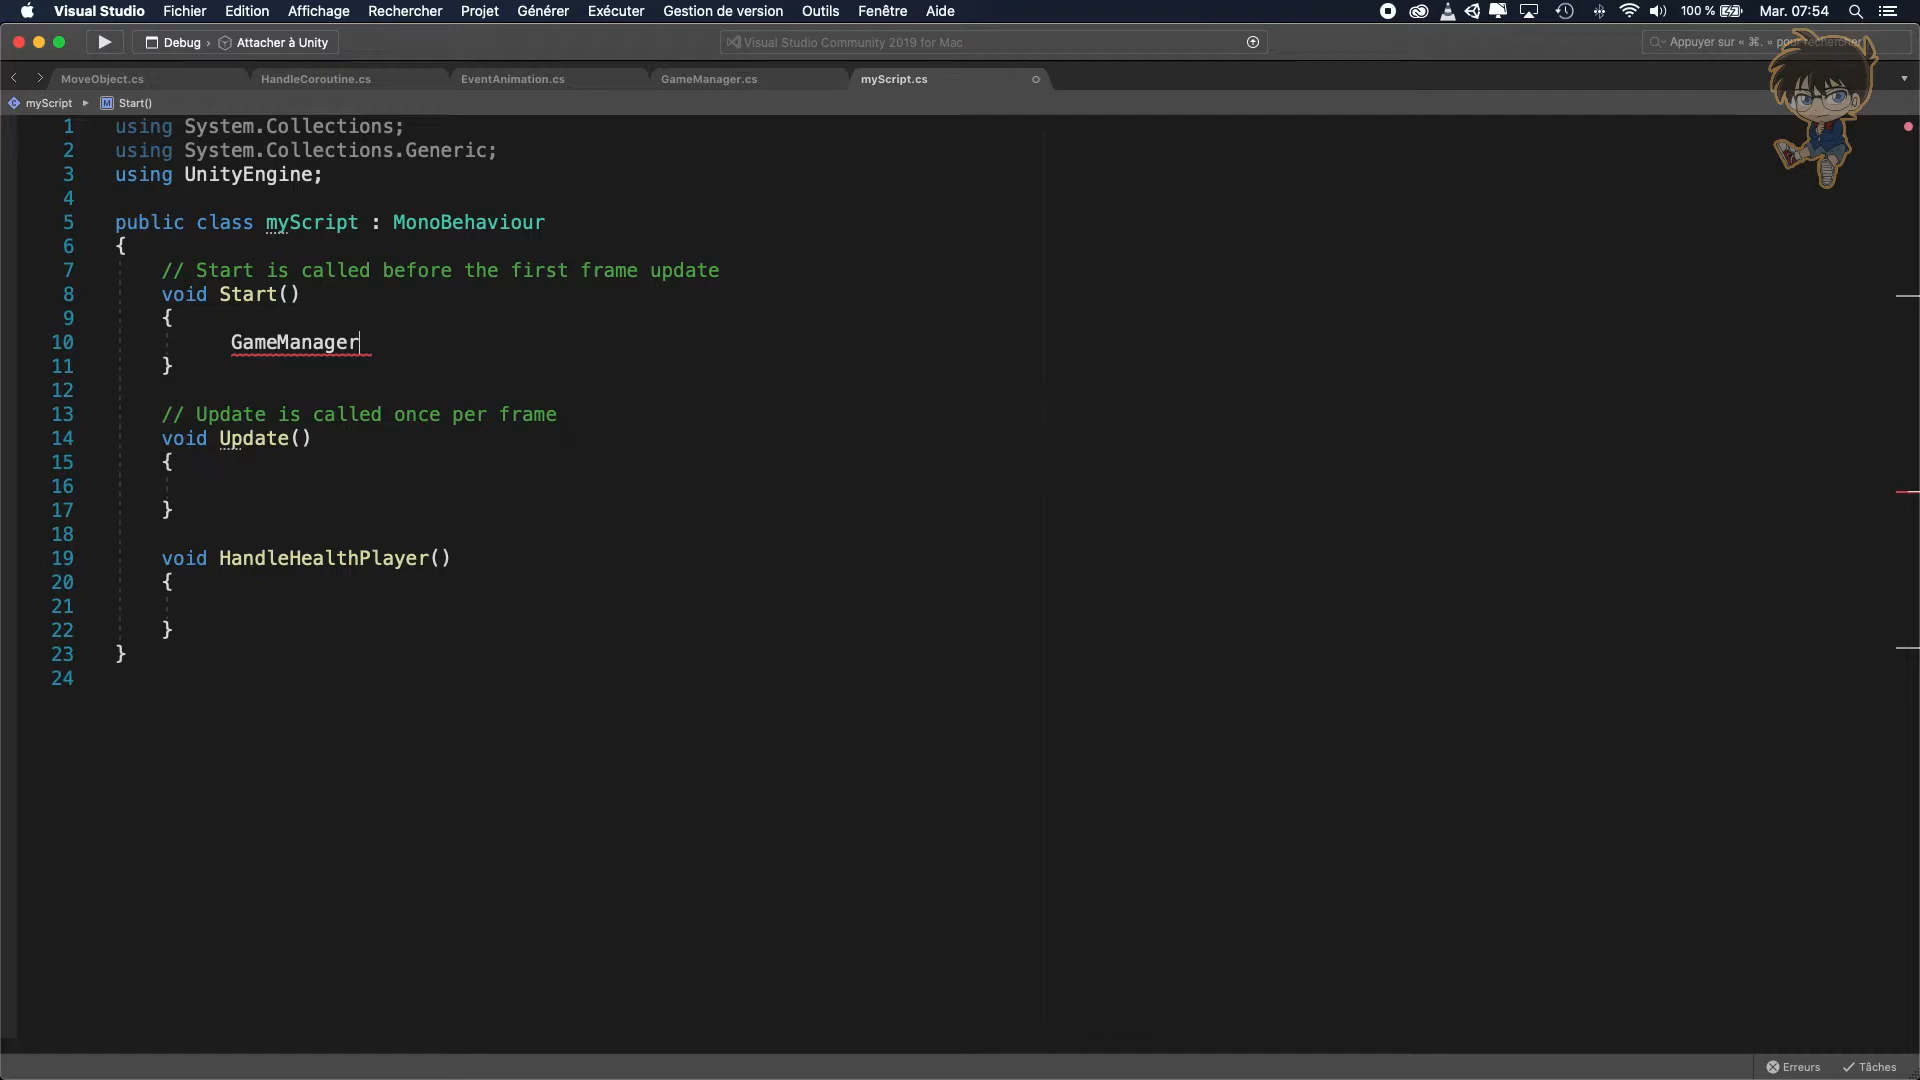 Visual Studio Fichier Edition Affichage Rechercher Projet Générer Exécuter Gestion de version Outils Fenêtre Aide 100 % Mar. 07:54
Debug › Attacher à Unity Visual Studio Community 2019 for Mac Appuyer sur « ⌘. » pour rechercher
MoveObject.cs HandleCoroutine.cs EventAnimation.cs GameManager.cs myScript.cs
myScript ▸ M Start()
1 using System.Collections;
2 using System.Collections.Generic;
3 using UnityEngine;
4
5 public class myScript : MonoBehaviour
6 {
7 // Start is called before the first frame update
8 void Start()
9 {
10 GameManager
11 }
12
13 // Update is called once per frame
14 void Update()
15 {
16
17 }
18
19 void HandleHealthPlayer()
20 {
21
22 }
23 }
24
Erreurs Tâches